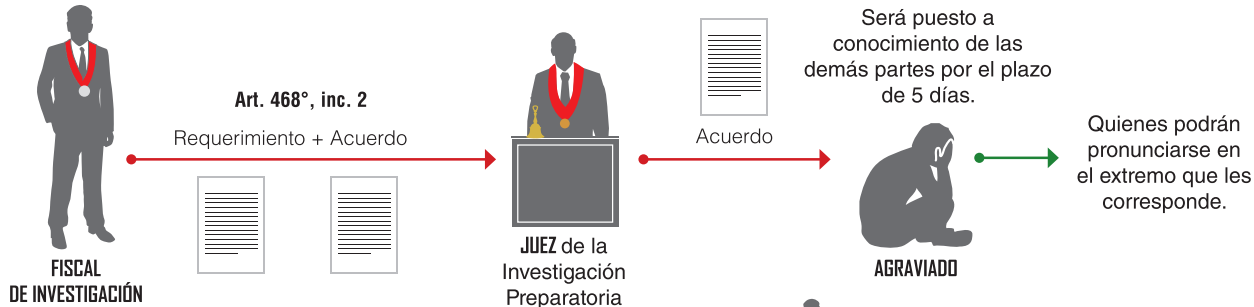 Art. 468°, inc. 2
Requerimiento + Acuerdo
FISCAL
DE INVESTIGACIÓN
JUEZ de la
Investigación
Preparatoria
Acuerdo
Será puesto a
conocimiento de las
demás partes por el plazo
de 5 días.
AGRAVIADO
Quienes podrán
pronunciarse en
el extremo que les
corresponde.